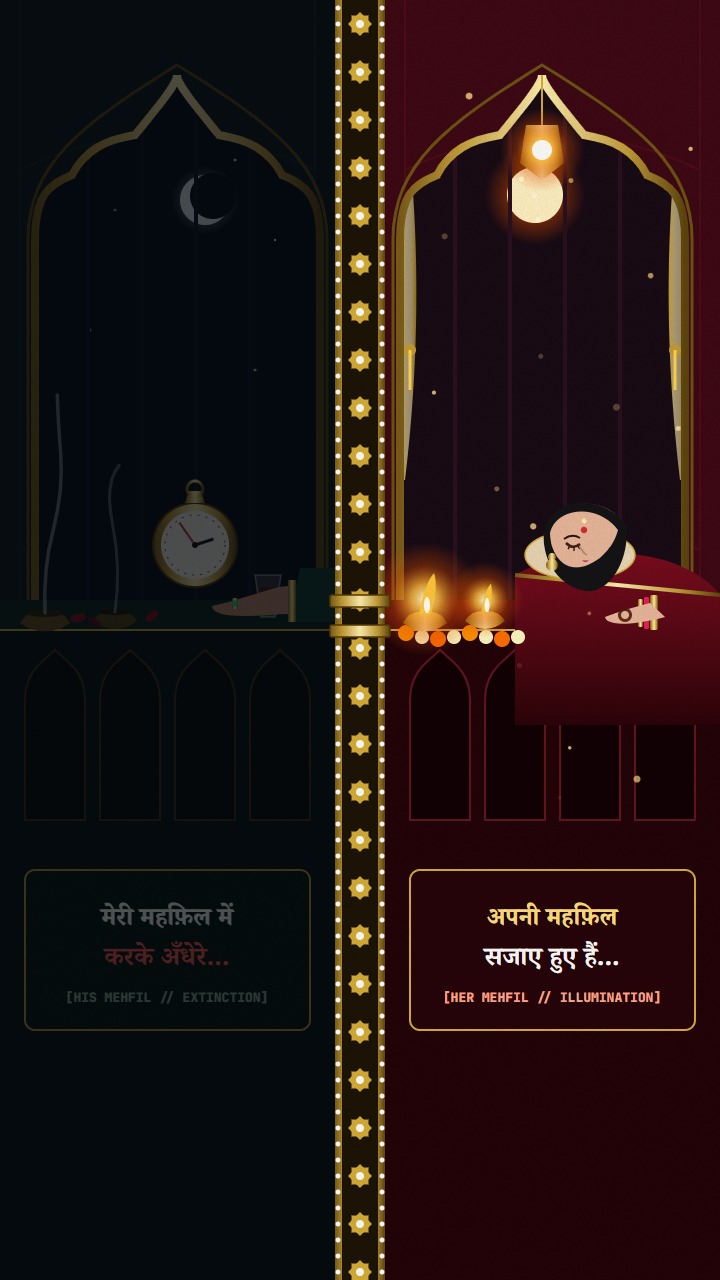 मेरी महफ़िल में
करके अँधेरे...
[HIS MEHFIL // EXTINCTION]
अपनी महफ़िल
सजाए हुए हैं...
[HER MEHFIL // ILLUMINATION]